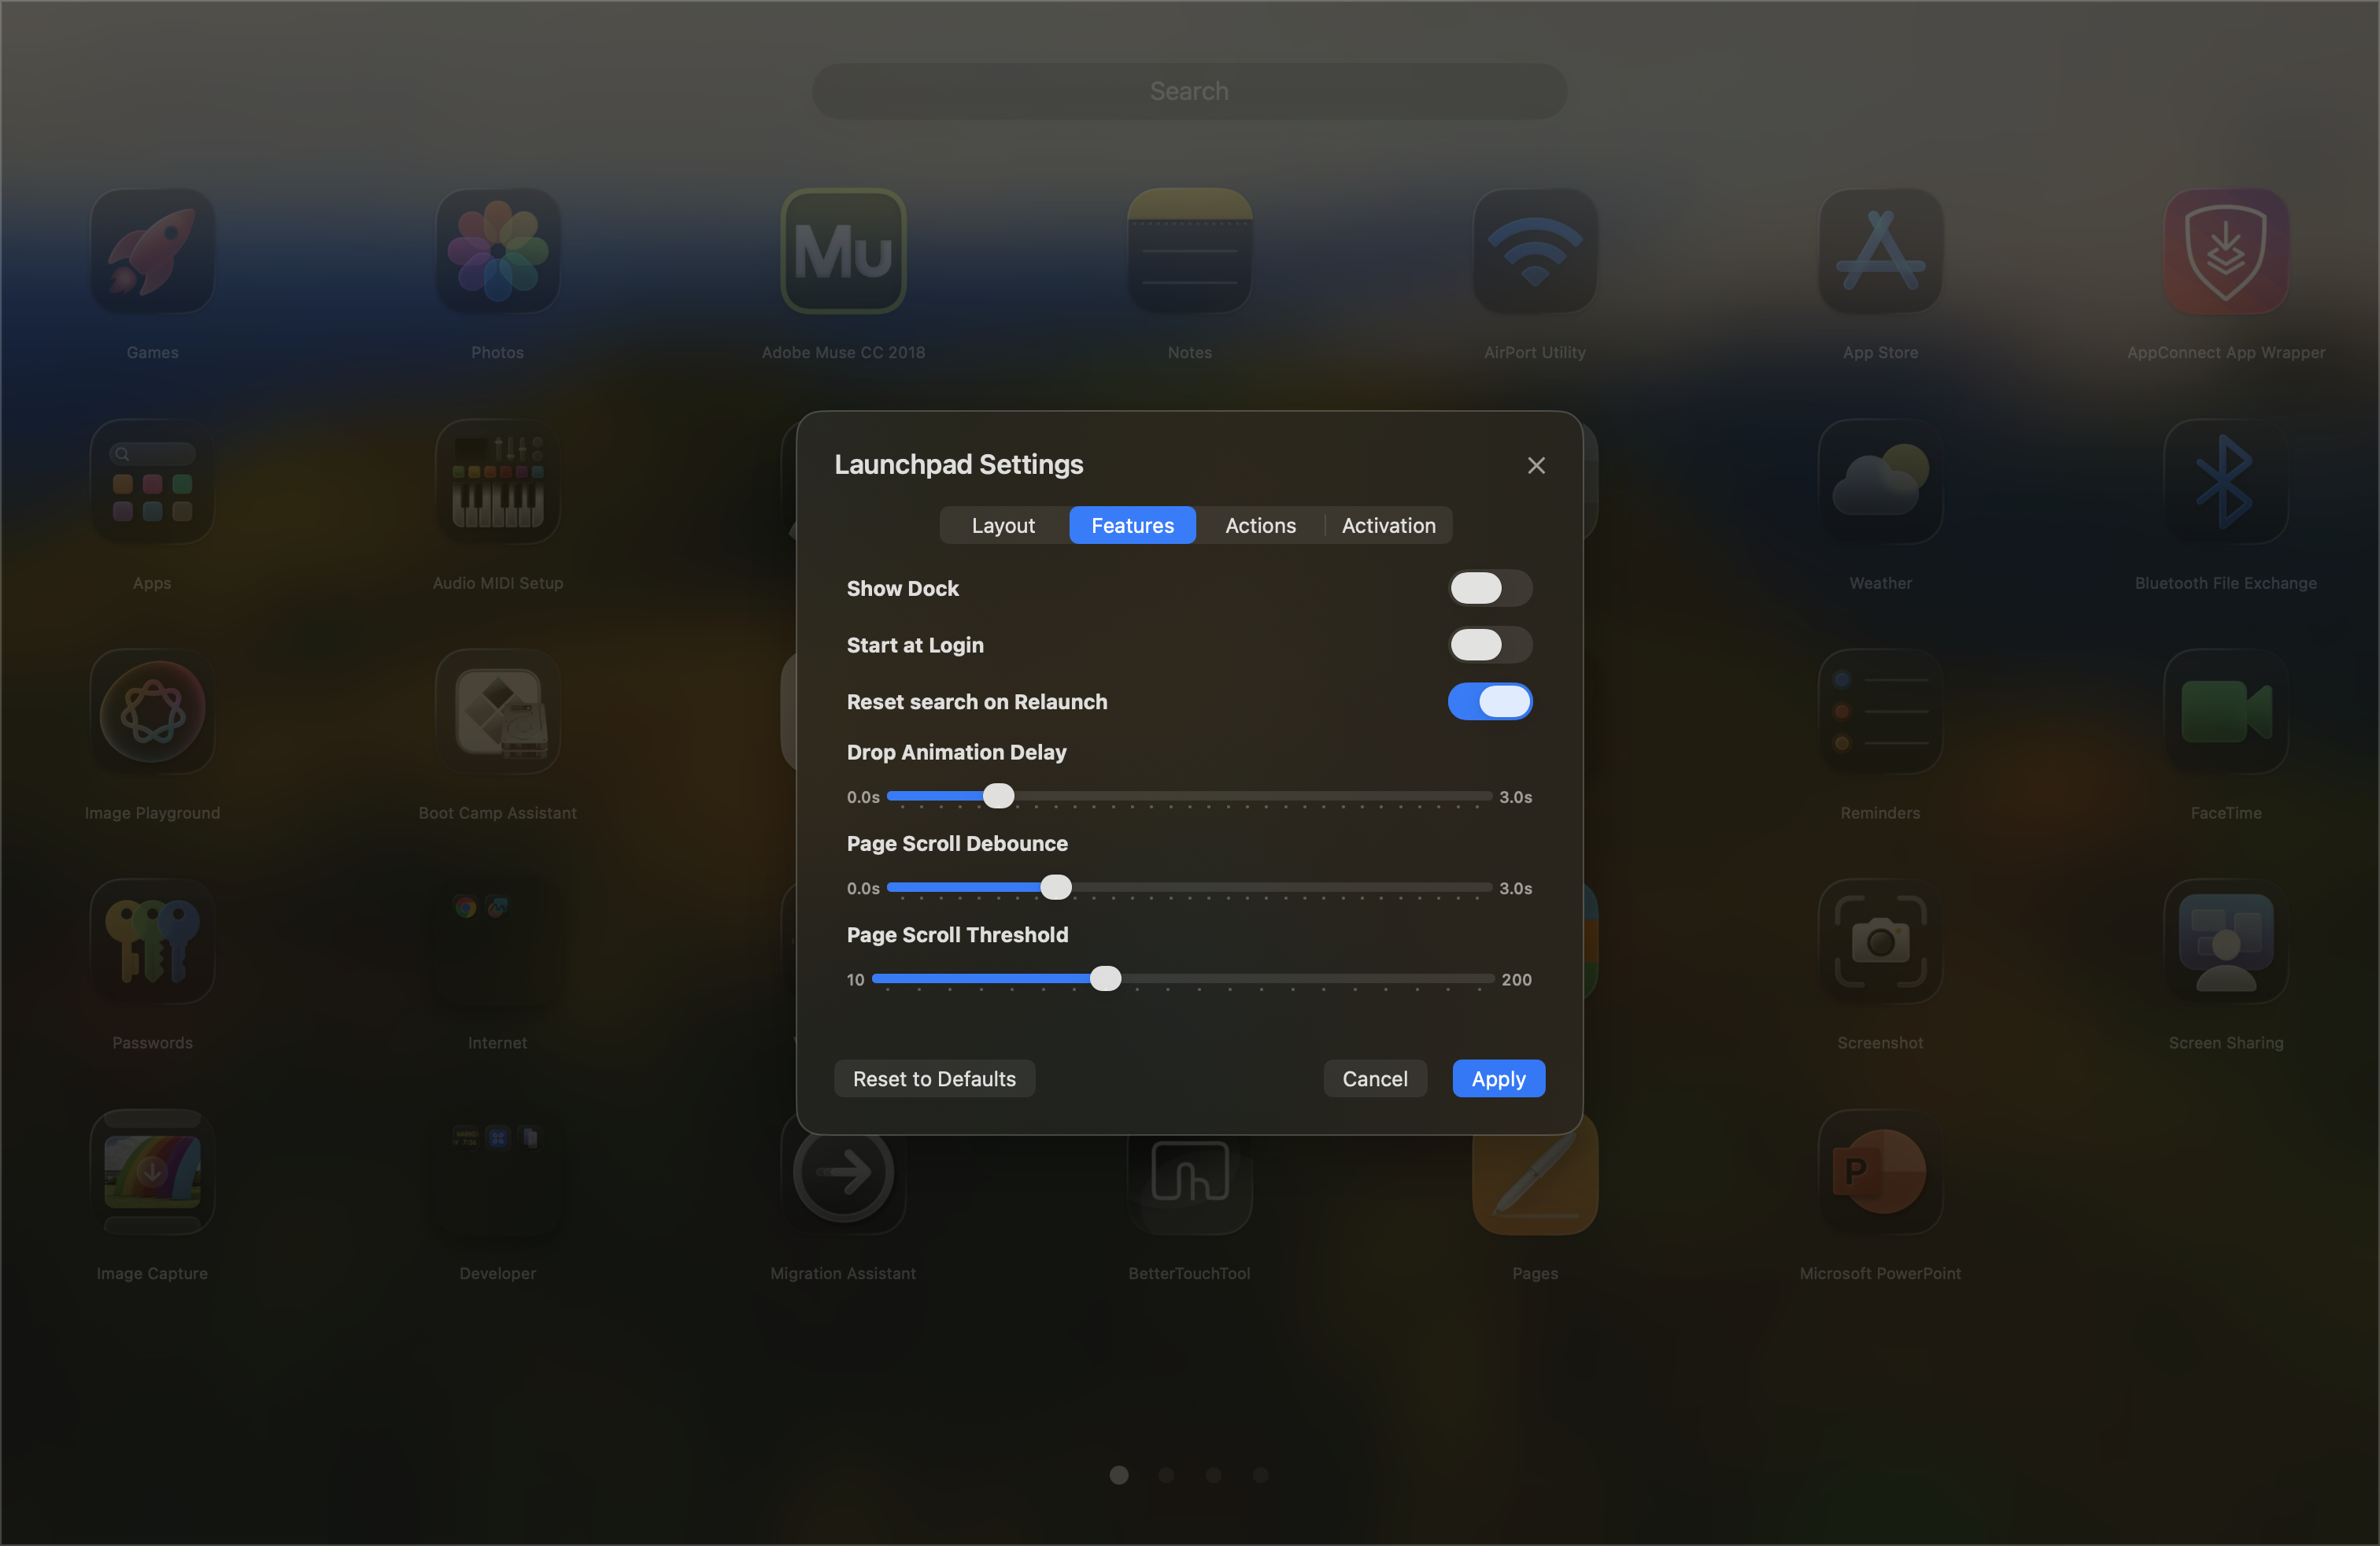 Search
Mu
Games
Photos
Adobe Muse CC 2018
Notes
AirPort Utility
App Store
AppConnect App Wrapper
Launchpad Settings
Layout
Features
Actions
Activation
Show Dock
Start at Login
Reset search on Relaunch
Drop Animation Delay
0.0s
3.0s
Page Scroll Debounce
0.0s
3.0s
Page Scroll Threshold
10
200
Reset to Defaults
Cancel
Apply
Apps
Audio MIDI Setup
Weather
Bluetooth File Exchange
Image Playground
Boot Camp Assistant
Reminders
FaceTime
Passwords
Internet
Screenshot
Screen Sharing
P
Image Capture
Developer
Migration Assistant
BetterTouchTool
Pages
Microsoft PowerPoint